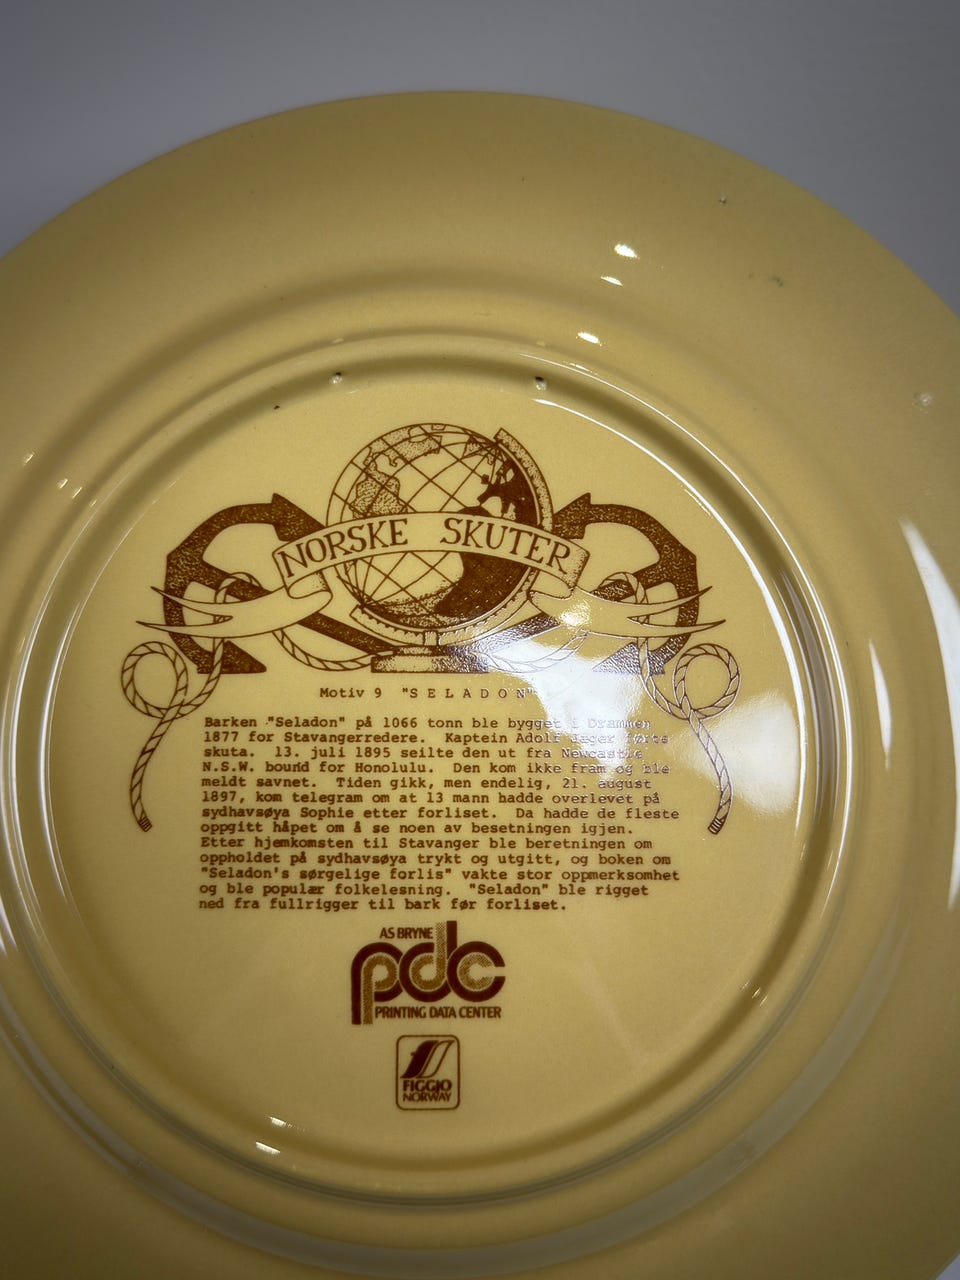 NORSKE SKUTER
Motiv 9 "SELADON"
Barken "Seladon" på 1066 tonn ble bygget i Drammen
1877 for Stavangerredere. Kaptein Adolf Jæger førte
skuta. 13. juli 1895 seilte den ut fra Newcastle
N.S.W. bound for Honolulu. Den kom ikke fram og ble
meldt savnet. Tiden gikk, men endelig, 21. august
1897, kom telegram om at 13 mann hadde overlevet på
sydhavsøya Sophie etter forliset. Da hadde de fleste
oppgitt håpet om å se noen av besetningen igjen.
Etter hjemkomsten til Stavanger ble beretningen om
oppholdet på sydhavsøya trykt og utgitt, og boken om
"Seladon's sørgelige forlis" vakte stor oppmerksomhet
og ble populær folkelesning. "Seladon" ble rigget
ned fra fullrigger til bark før forliset.
AS BRYNE
pdc
PRINTING DATA CENTER
FIGGJO
NORWAY